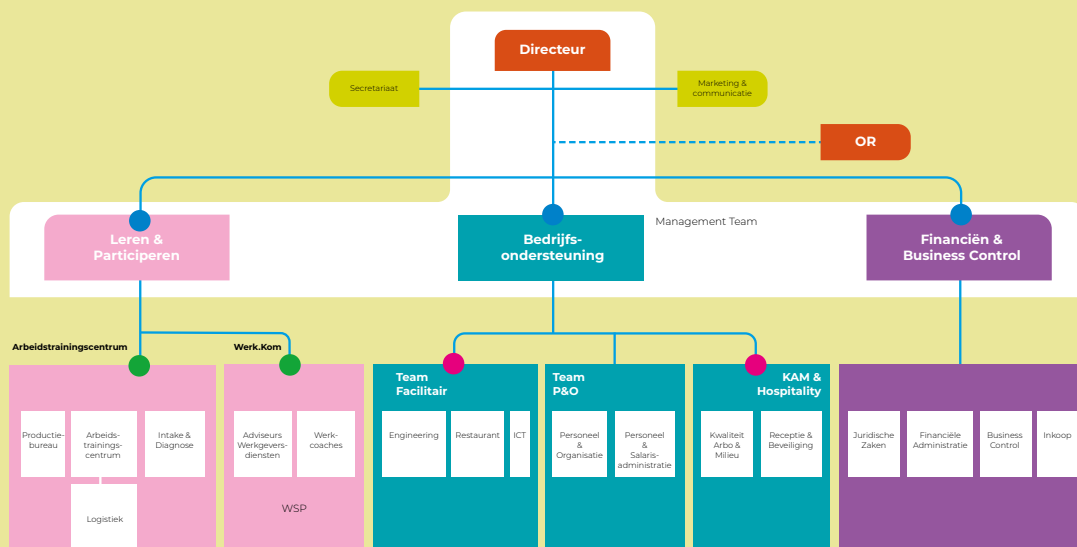 Directeur
Secretariaat
Marketing &
communicatie
OR
Management Team
Leren &
Participeren
Bedrijfs-
ondersteuning
Financiën &
Business Control
Arbeidstrainingscentrum
Werk.Kom
Team
Facilitair
Team
P&O
KAM &
Hospitality
Productie-
bureau
Arbeids-
trainings-
centrum
Intake &
Diagnose
Logistiek
Adviseurs
Werkgevers-
diensten
Werk-
coaches
WSP
Engineering
Restaurant
ICT
Personeel
&
Organisatie
Personeel
&
Salaris-
administratie
Kwaliteit
Arbo &
Milieu
Receptie &
Beveiliging
Juridische
Zaken
Financiële
Administratie
Business
Control
Inkoop